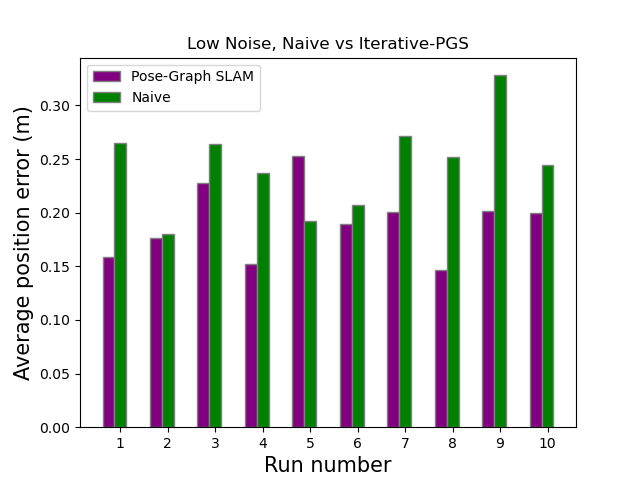 Low Noise, Naive vs Iterative-PGS
Pose-Graph SLAM
Naive
Average position error (m)
0.30
0.25
0.20
0.15
0.10
0.05
0.00
1 2 3 4 5 6 7 8 9 10
Run number